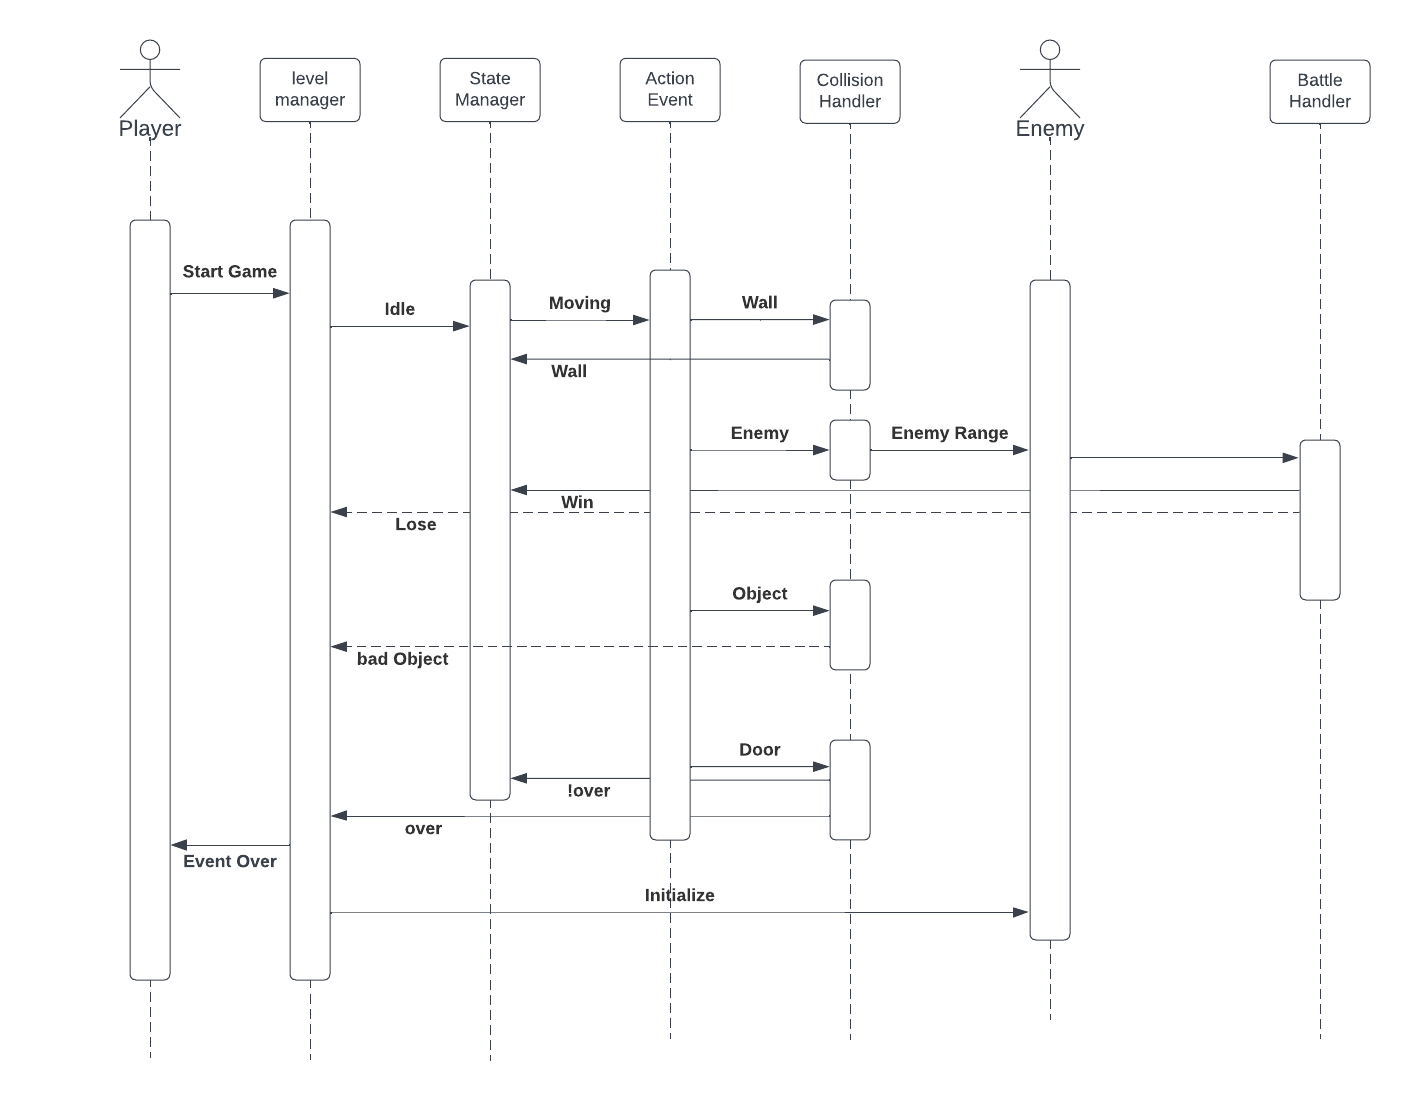 Player
level
manager
State
Manager
Action
Event
Collision
Handler
Enemy
Battle
Handler
Start Game
Idle
Moving
Wall
Wall
Enemy
Enemy Range
Win
Lose
Object
bad Object
Door
!over
over
Event Over
Initialize